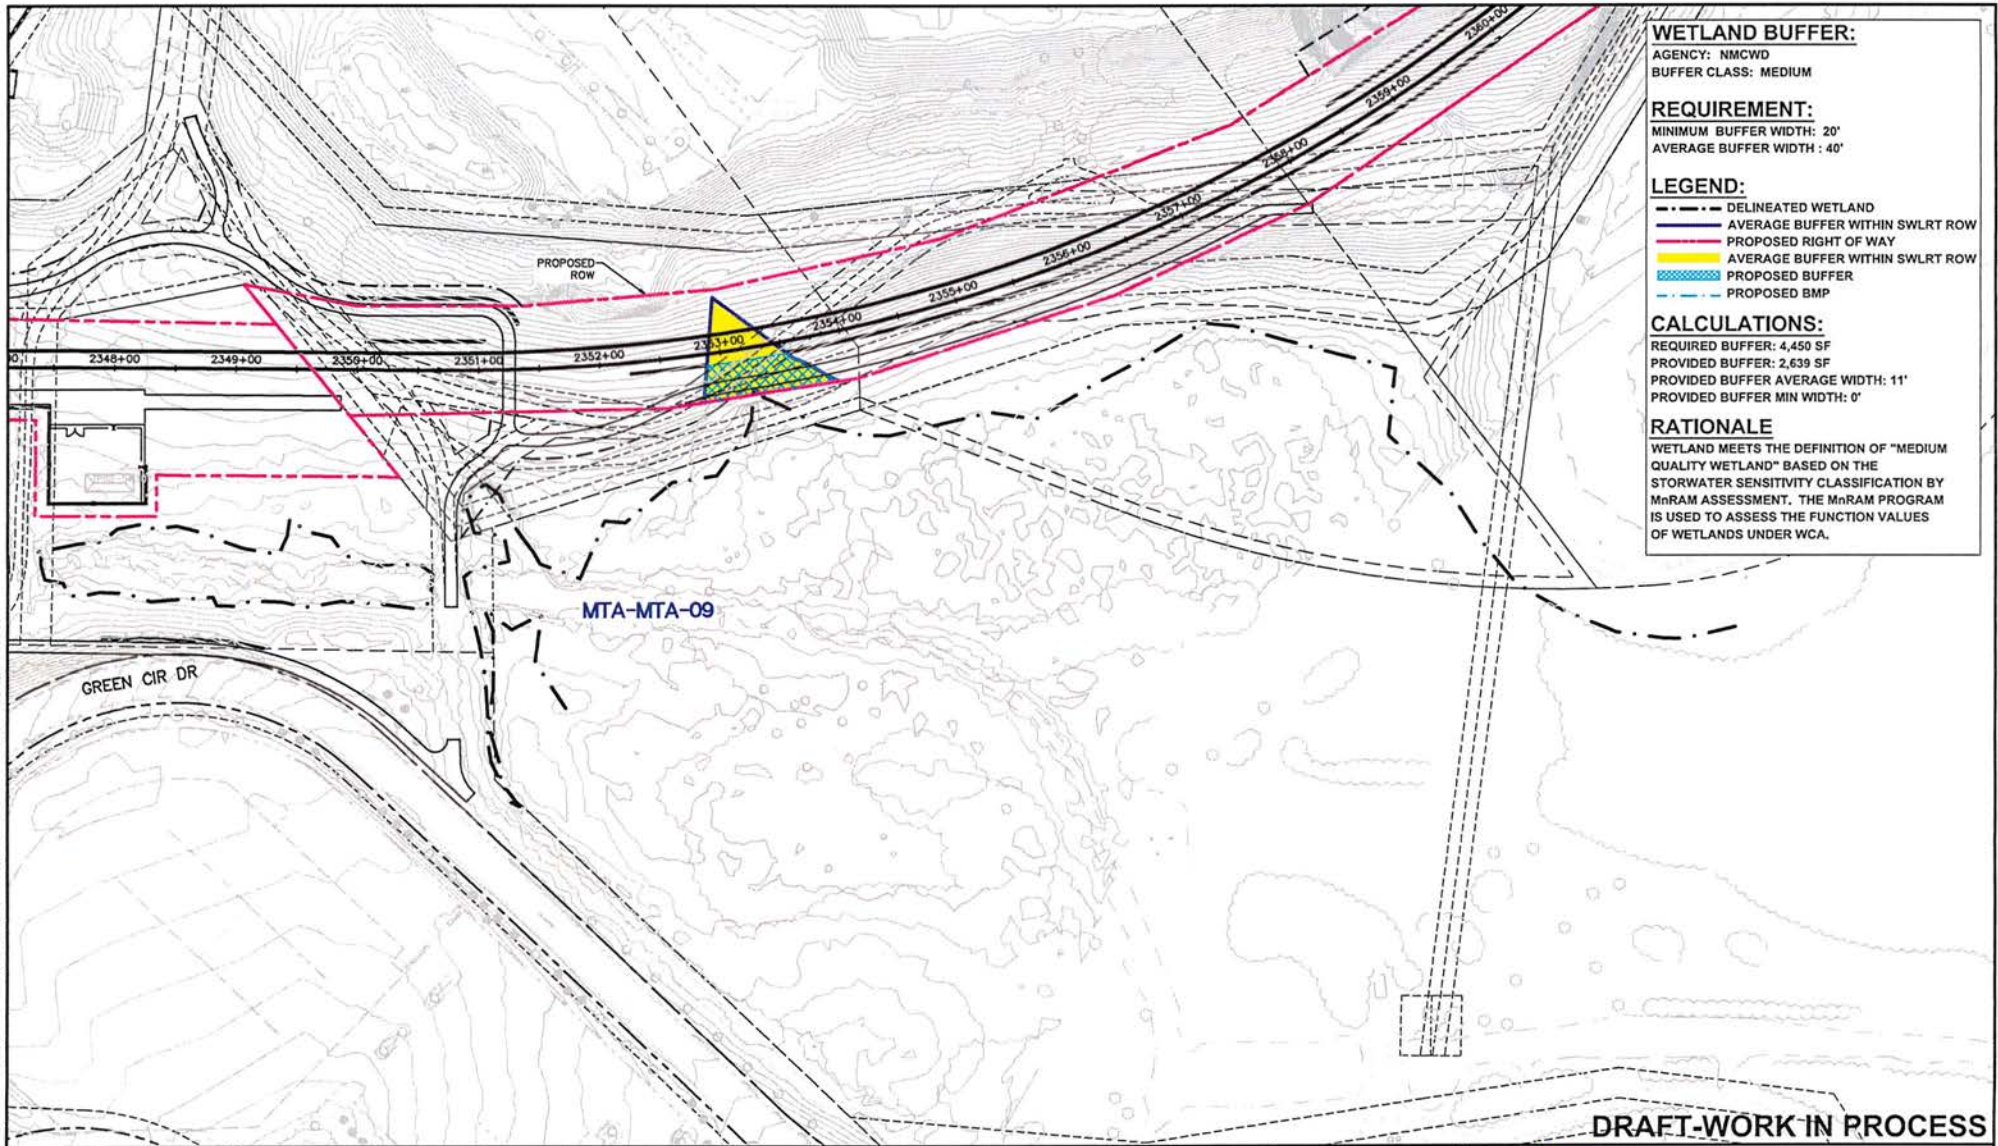 WETLAND BUFFER:
AGENCY: NMCWD
BUFFER CLASS: MEDIUM
REQUIREMENT:
MINIMUM BUFFER WIDTH: 20'
AVERAGE BUFFER WIDTH : 40'
LEGEND:
DELINEATED WETLAND
AVERAGE BUFFER WITHIN SWLRT ROW
PROPOSED RIGHT OF WAY
AVERAGE BUFFER WITHIN SWLRT ROW
PROPOSED BUFFER
PROPOSED BMP
CALCULATIONS:
REQUIRED BUFFER: 4,450 SF
PROVIDED BUFFER: 2,639 SF
PROVIDED BUFFER AVERAGE WIDTH: 11'
PROVIDED BUFFER MIN WIDTH: 0'
RATIONALE
WETLAND MEETS THE DEFINITION OF "MEDIUM
QUALITY WETLAND" BASED ON THE
STORWATER SENSITIVITY CLASSIFICATION BY
MnRAM ASSESSMENT. THE MnRAM PROGRAM
IS USED TO ASSESS THE FUNCTION VALUES
OF WETLANDS UNDER WCA.
2360+00
2359+00
2358+00
2357+00
2356+00
2355+00
2354+00
2353+00
2352+00
2351+00
2350+00
2349+00
2348+00
PROPOSED
ROW
MTA-MTA-09
GREEN CIR DR
DRAFT-WORK IN PROCESS